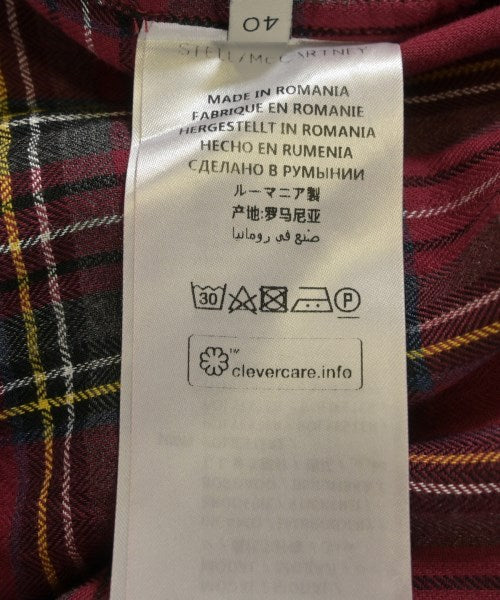 40
STELLA McCARTNEY
MADE IN ROMANIA
FABRIQUE EN ROMANIE
HERGESTELLT IN ROMANIA
HECHO EN RUMENIA
СДЕЛАНО В РУМЫНИИ
ルーマニア製
产地:罗马尼亚
صنع في رومانيا
30 P
™
clevercare.info